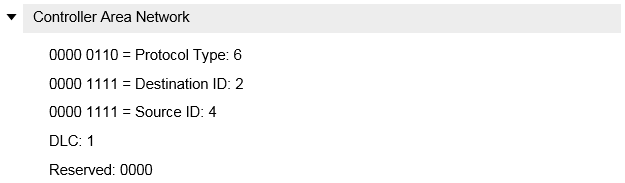 Controller Area Network
0000 0110 = Protocol Type: 6
0000 1111 = Destination ID: 2
0000 1111 = Source ID: 4
DLC: 1
Reserved: 0000